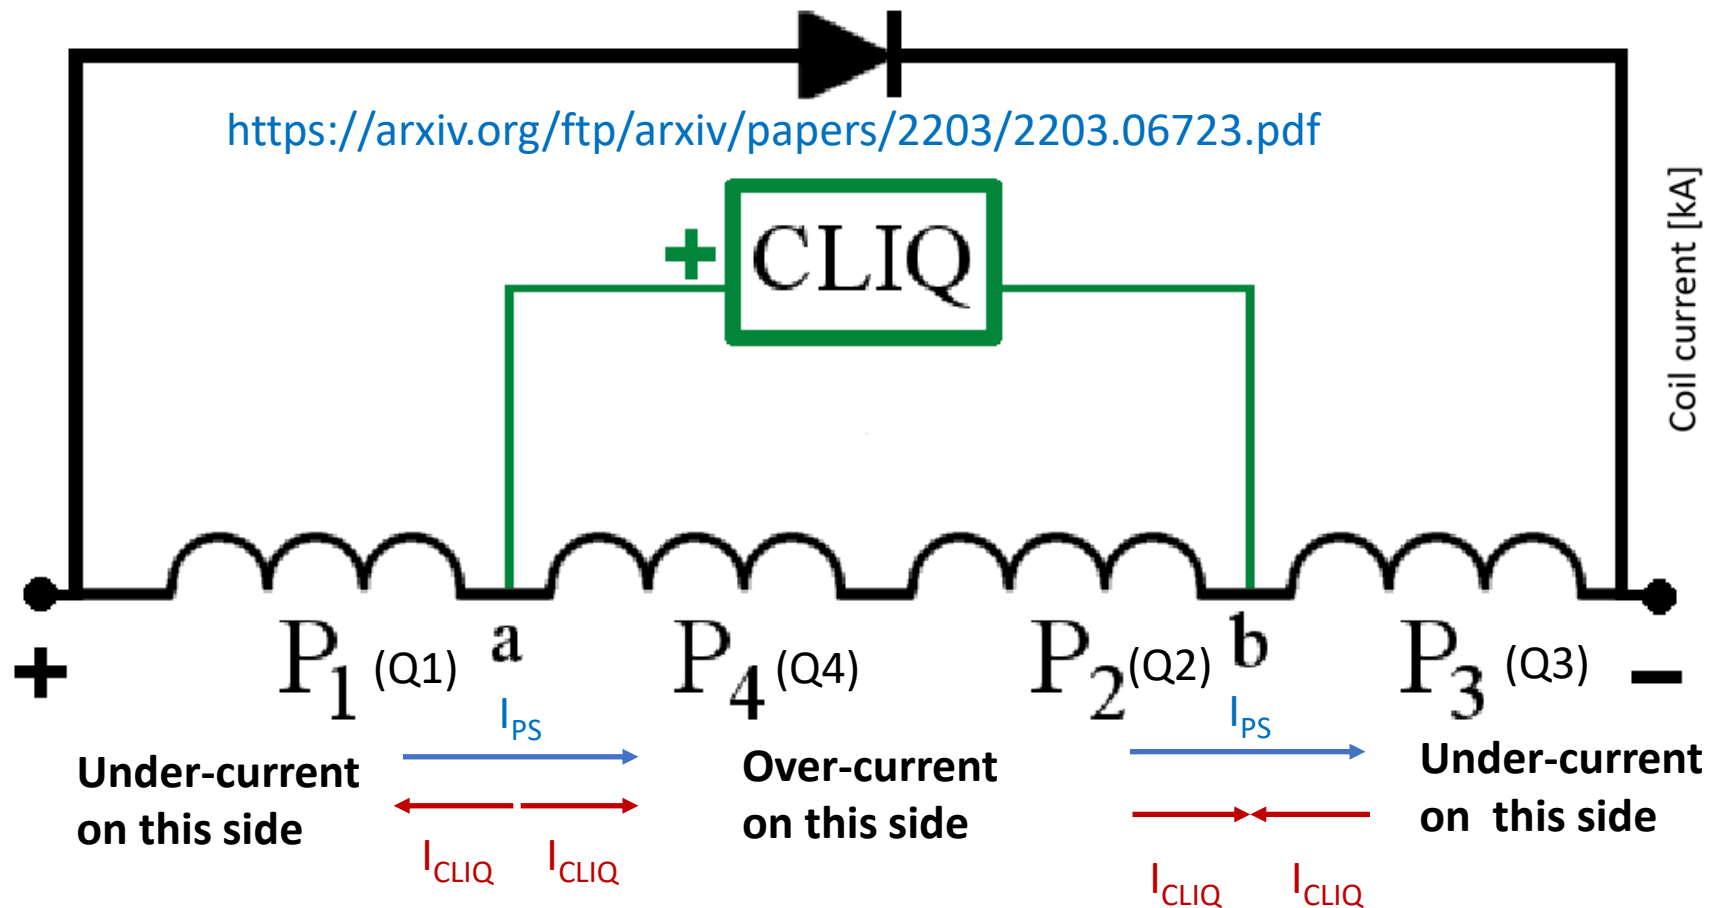 https://arxiv.org/ftp/arxiv/papers/2203/2203.06723.pdf
+ CLIQ
Coil current [kA]
P1 (Q1) a P4 (Q4) P2 (Q2) b P3 (Q3)
+ −
IPS IPS
Under-current
on this side
Over-current
on this side
Under-current
on this side
ICLIQ ICLIQ
ICLIQ ICLIQ